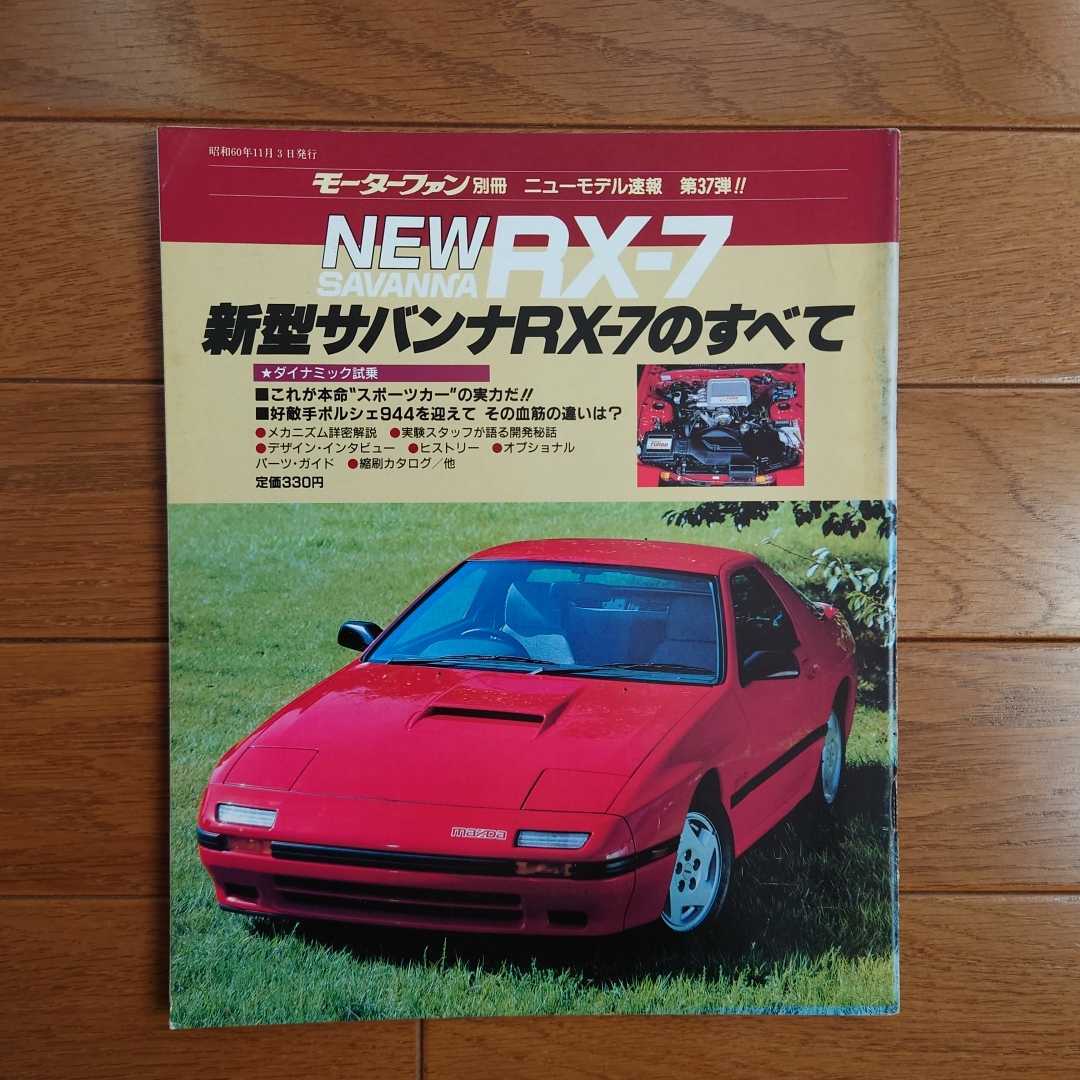 昭和60年11月3日発行
モーターファン別冊 ニューモデル速報 第37弾!!
NEW RX-7
SAVANNA
新型サバンナRX-7のすべて
★ダイナミック試乗
■これが本命“スポーツカー”の実力だ!!
■好敵手ポルシェ944を迎えて その血筋の違いは?
●メカニズム詳密解説 ●実験スタッフが語る開発秘話
●デザイン・インタビュー ●ヒストリー ●オプショナル
パーツ・ガイド ●縮刷カタログ/他
定価330円
TURBO
mazda